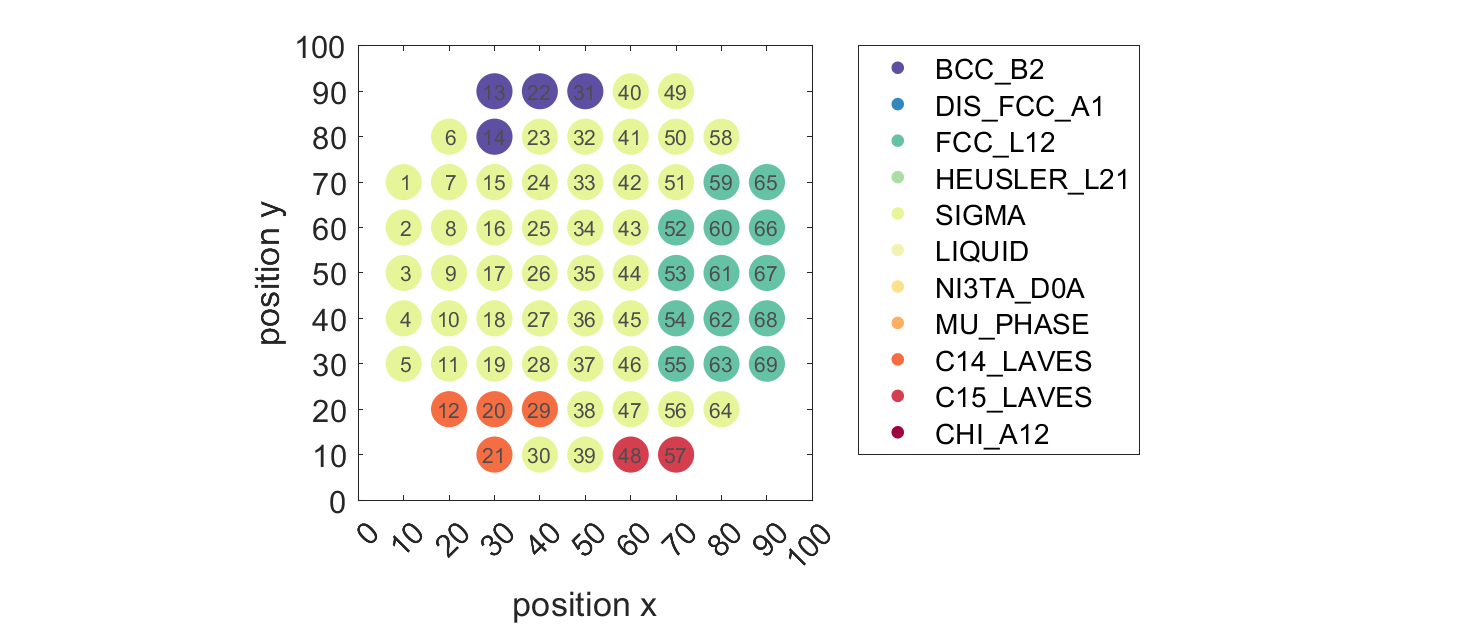 100
90 13 22 31 40 49
80 6 14 23 32 41 50 58
70 1 7 15 24 33 42 51 59 65
60 2 8 16 25 34 43 52 60 66
50 3 9 17 26 35 44 53 61 67
40 4 10 18 27 36 45 54 62 68
30 5 11 19 28 37 46 55 63 69
20 12 20 29 38 47 56 64
10 21 30 39 48 57
0
0 10 20 30 40 50 60 70 80 90 100
position x
position y
BCC_B2
DIS_FCC_A1
FCC_L12
HEUSLER_L21
SIGMA
LIQUID
NI3TA_D0A
MU_PHASE
C14_LAVES
C15_LAVES
CHI_A12